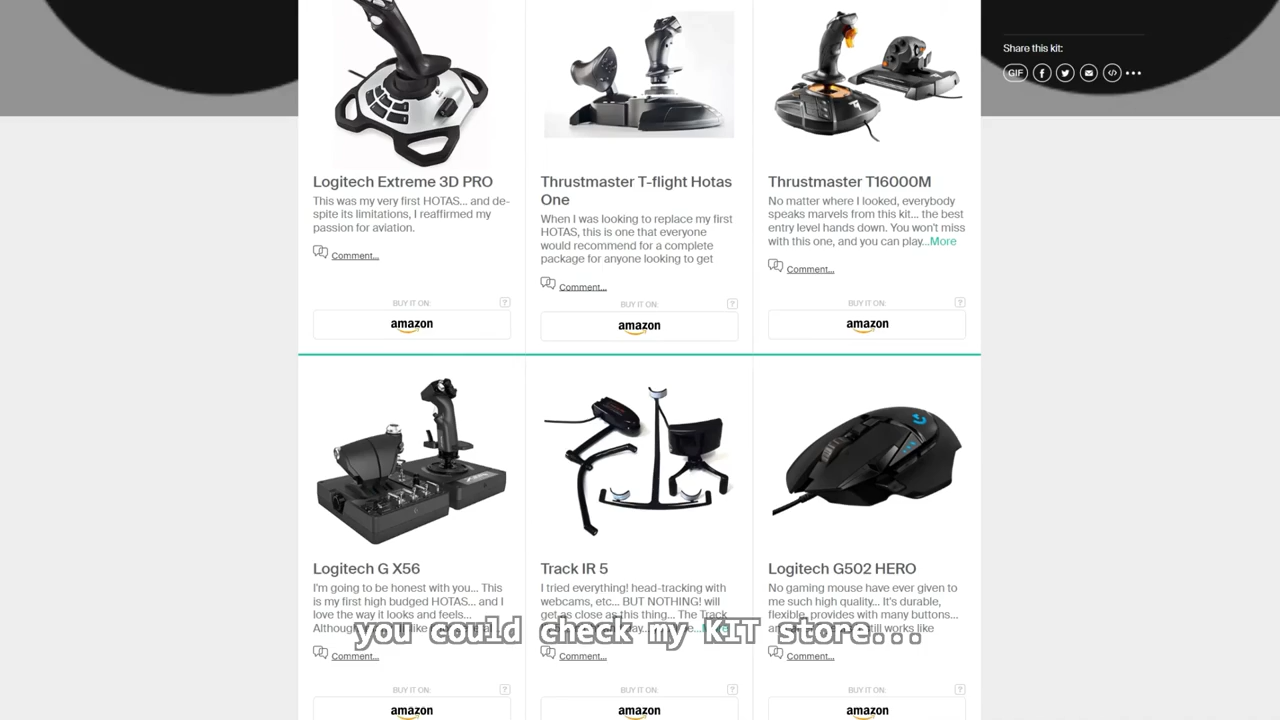 Share this kit:
GIF
Logitech Extreme 3D PRO
This was my very first HOTAS... and de-
spite its limitations, I reaffirmed my
passion for aviation.
Comment...
BUY IT ON:
?
amazon
Thrustmaster T-flight Hotas
One
When I was looking to replace my first
HOTAS, this is one that everyone
would recommend for a complete
package for anyone looking to get
Comment...
BUY IT ON:
?
amazon
Thrustmaster T16000M
No matter where I looked, everybody
speaks marvels from this kit... the best
entry level hands down. You won't miss
with this one, and you can play...More
Comment...
BUY IT ON:
?
amazon
Logitech G X56
I'm going to be honest with you... This
is my first high budged HOTAS... and I
love the way it looks and feels...
Although
Comment...
BUY IT ON:
?
amazon
Track IR 5
I tried everything! head-tracking with
webcams, etc... BUT NOTHING! will
get as close as this thing... The Track
Comment...
BUY IT ON:
?
amazon
Logitech G502 HERO
No gaming mouse have ever given to
me such high quality... It's durable,
flexible, provides with many buttons...
still works like
Comment...
BUY IT ON:
?
amazon
you could check my KIT store...